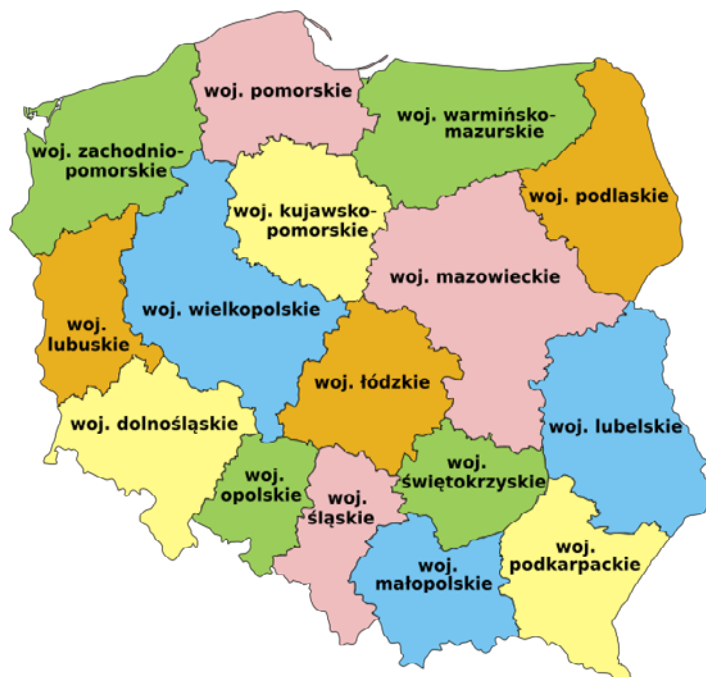 woj. pomorskie
woj. warmińsko-
mazurskie
woj. zachodnio-
pomorskie
woj. podlaskie
woj. kujawsko-
pomorskie
woj. mazowieckie
woj. wielkopolskie
woj.
lubuskie
woj. łódzkie
woj. dolnośląskie
woj. lubelskie
woj.
opolskie
woj.
śląskie
woj.
świętokrzyskie
woj.
małopolskie
woj.
podkarpackie